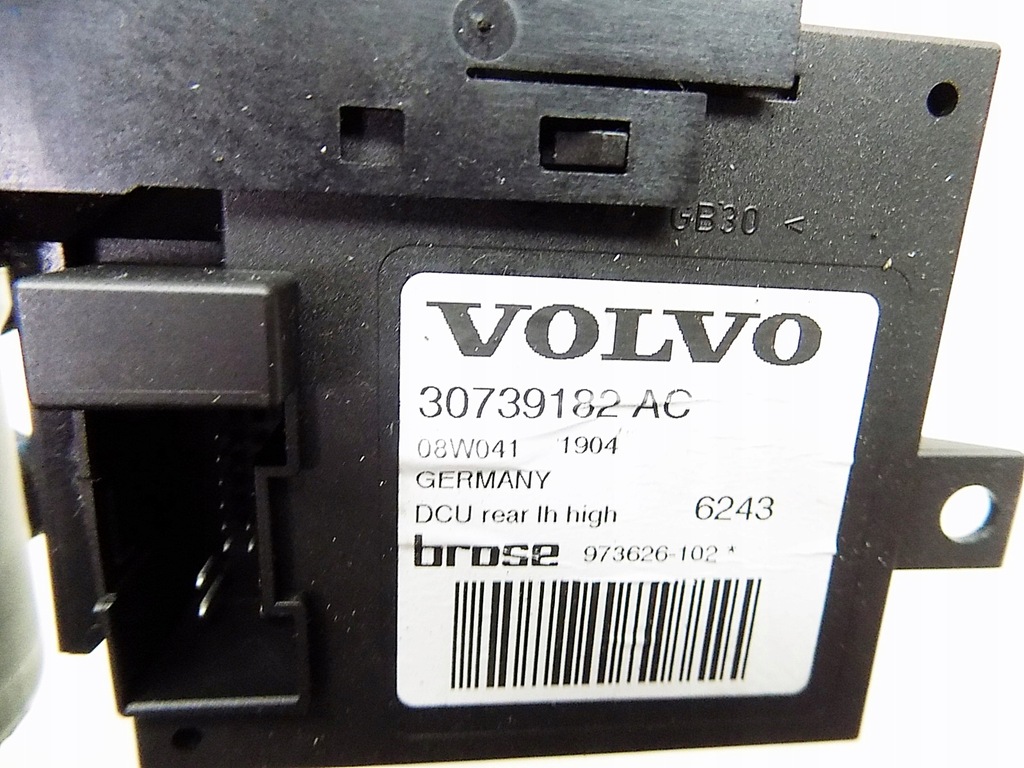 GB30 <
VOLVO
30739182 AC
08W041 1904
GERMANY
DCU rear lh high 6243
brose 973626-102 *